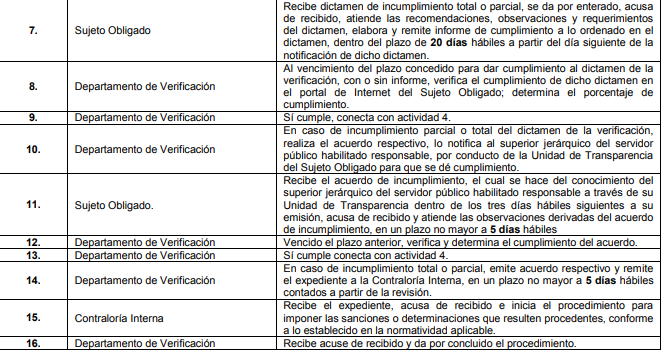 Recibe dictamen de incumplimiento total o parcial, se da por enterado, acusa
de recibido, atiende las recomendaciones, observaciones y requerimientos
7. Sujeto Obligado del dictamen, elabora y remite informe de cumplimiento a lo ordenado en el
dictamen, dentro del plazo de 20 días hábiles a partir del día siguiente de la
notificación de dicho dictamen.
Al vencimiento del plazo concedido para dar cumplimiento al dictamen de la
8. Departamento de Verificación verificación, con o sin informe, verifica el cumplimiento de dicho dictamen en
el portal de Internet del Sujeto Obligado; determina el porcentaje de
cumplimiento.
9. Departamento de Verificación Sí cumple, conecta con actividad 4.
En caso de incumplimiento parcial o total del dictamen de la verificación,
10. Departamento de Verificación realiza el acuerdo respectivo, lo notifica al superior jerárquico del servidor
público habilitado responsable, por conducto de la Unidad de Transparencia
del Sujeto Obligado para que se dé cumplimiento.
Recibe el acuerdo de incumplimiento, el cual se hace del conocimiento del
superior jerárquico del servidor público habilitado responsable a través de su
11. Sujeto Obligado. Unidad de Transparencia dentro de los tres días hábiles siguientes a su
emisión, acusa de recibido y atiende las observaciones derivadas del acuerdo
de incumplimiento, en un plazo no mayor a 5 días hábiles
12. Departamento de Verificación Vencido el plazo anterior, verifica y determina el cumplimiento del acuerdo.
13. Departamento de Verificación Sí cumple conecta con actividad 4.
En caso de incumplimiento total o parcial, emite acuerdo respectivo y remite
14. Departamento de Verificación el expediente a la Contraloría Interna, en un plazo no mayor a 5 días hábiles
contados a partir de la revisión.
Recibe el expediente, acusa de recibido e inicia el procedimiento para
15. Contraloría Interna imponer las sanciones o determinaciones que resulten procedentes, conforme
a lo establecido en la normatividad aplicable.
16. Departamento de Verificación Recibe acuse de recibido y da por concluido el procedimiento.